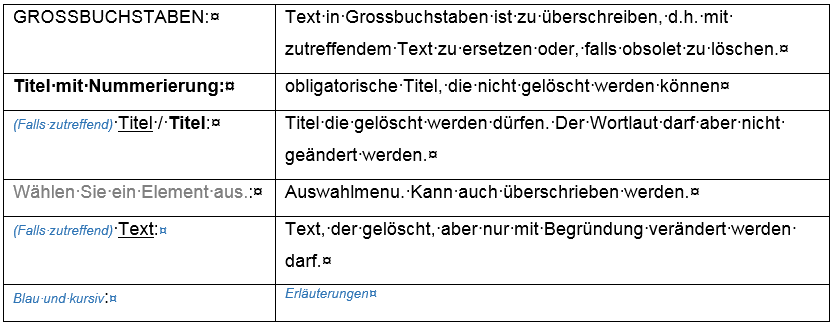 GROSSBUCHSTABEN:¤
Text·in·Grossbuchstaben·ist·zu·überschreiben,·d.h.·mit·
zutreffendem·Text·zu·ersetzen·oder,·falls·obsolet·zu·löschen.¤
Titel·mit·Nummerierung:¤
obligatorische·Titel,·die·nicht·gelöscht·werden·können¤
(Falls·zutreffend)·Titel·/·Titel:¤
Titel·die·gelöscht·werden·dürfen.·Der·Wortlaut·darf·aber·nicht·
geändert·werden.¤
Wählen·Sie·ein·Element·aus.:¤
Auswahlmenu.·Kann·auch·überschrieben·werden.¤
(Falls·zutreffend)·Text:¤
Text,·der·gelöscht,·aber·nur·mit·Begründung·verändert·werden·
darf.¤
Blau·und·kursiv:¤
Erläuterungen¤